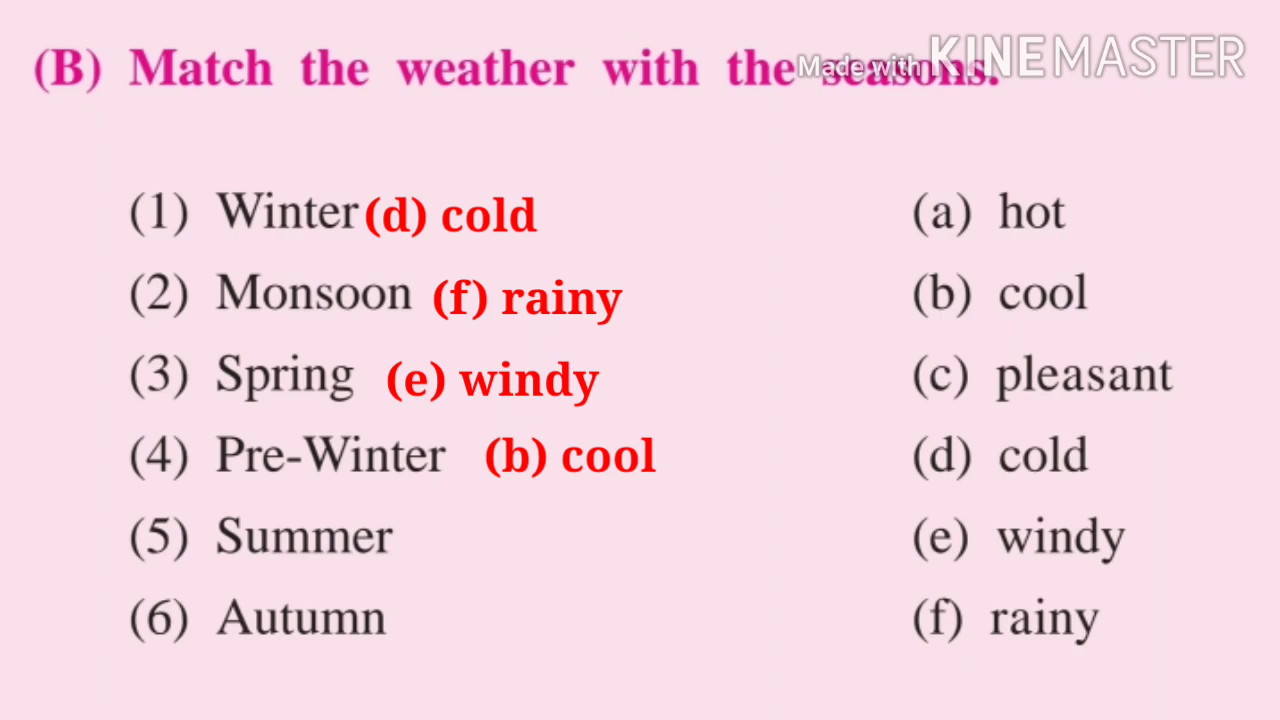 (B) Match the weather with the seasons.
Made with KINEMASTER
(1) Winter (d) cold (a) hot
(2) Monsoon (f) rainy (b) cool
(3) Spring (e) windy (c) pleasant
(4) Pre-Winter (b) cool (d) cold
(5) Summer (e) windy
(6) Autumn (f) rainy